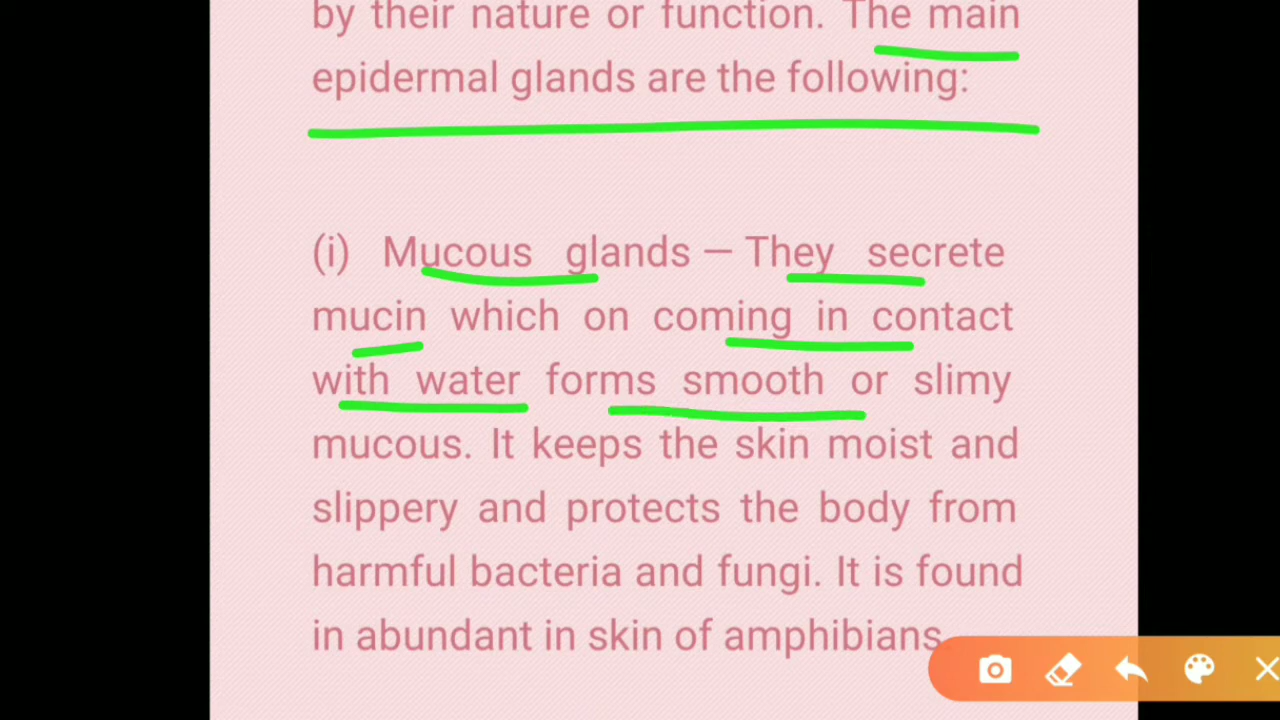 by their nature or function. The main
epidermal glands are the following:
(i) Mucous glands — They secrete
mucin which on coming in contact
with water forms smooth or slimy
mucous. It keeps the skin moist and
slippery and protects the body from
harmful bacteria and fungi. It is found
in abundant in skin of amphibians.